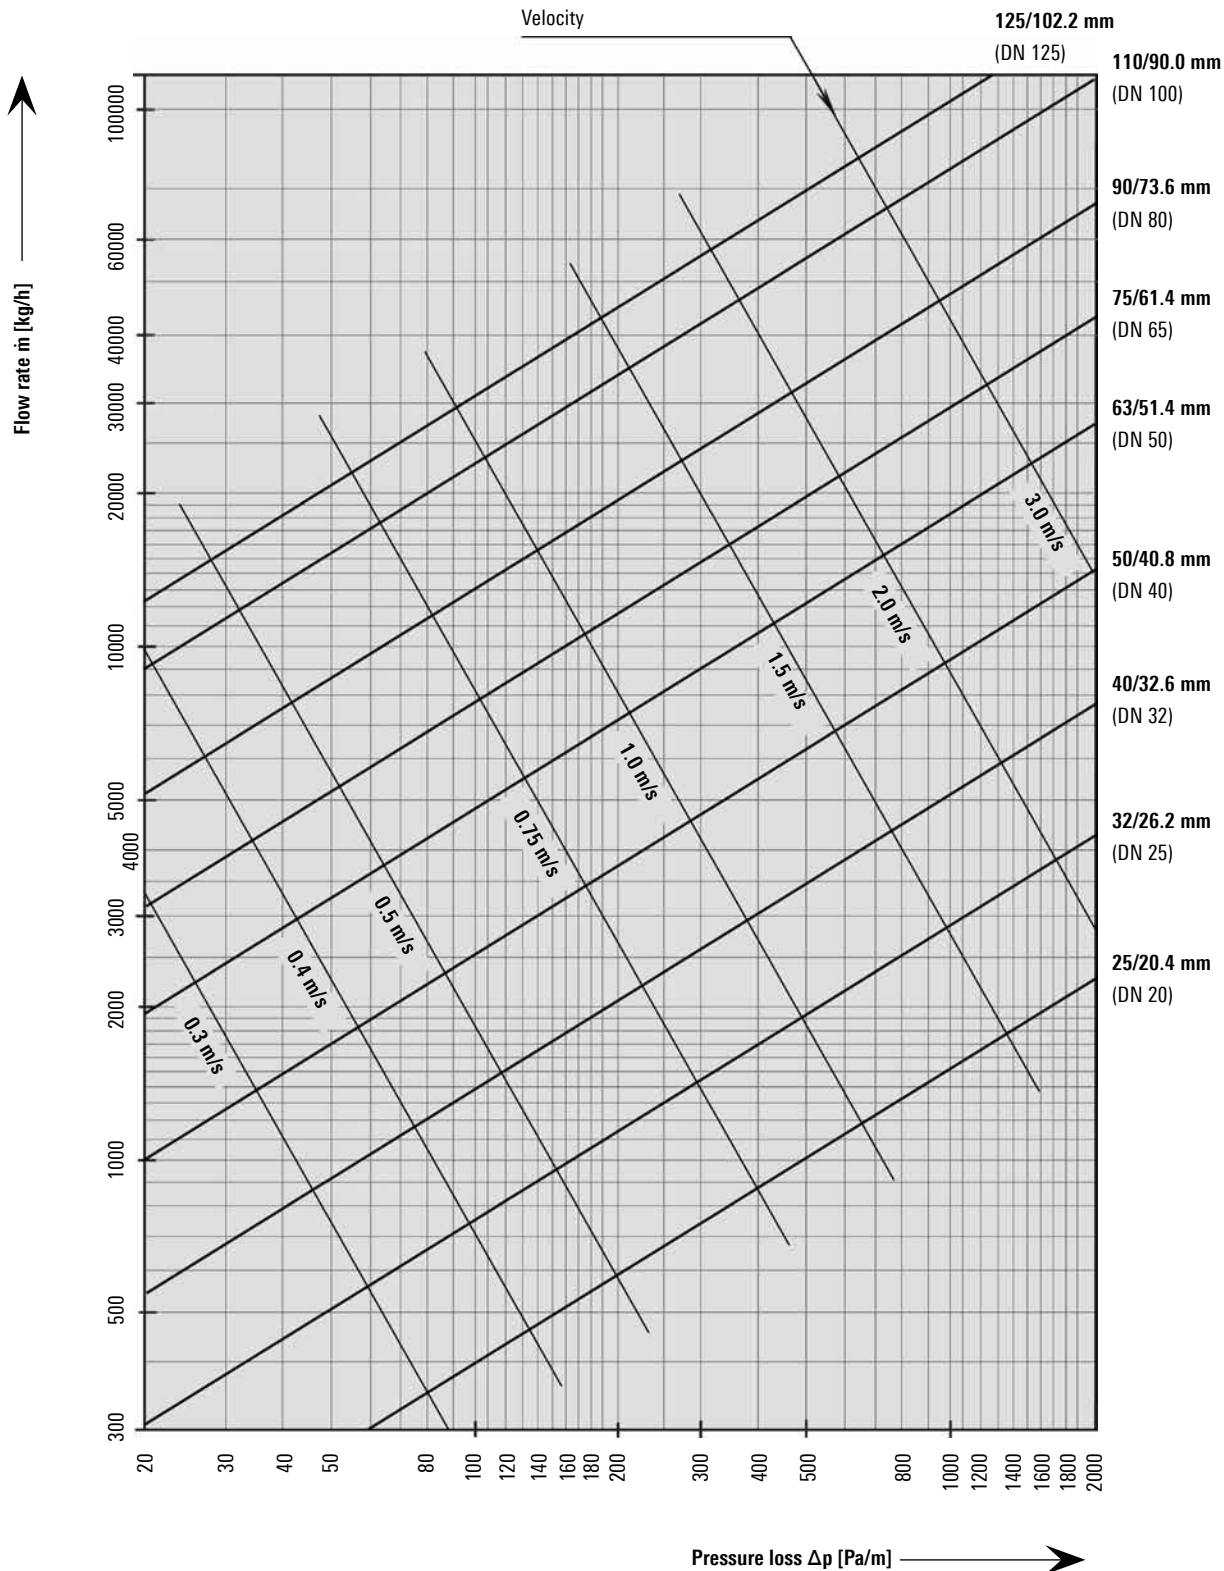 Velocity
125/102.2 mm
(DN 125)
110/90.0 mm
(DN 100)
90/73.6 mm
(DN 80)
75/61.4 mm
(DN 65)
63/51.4 mm
(DN 50)
50/40.8 mm
(DN 40)
40/32.6 mm
(DN 32)
32/26.2 mm
(DN 25)
25/20.4 mm
(DN 20)
Flow rate ṁ [kg/h]
100000
60000
40000
30000
20000
10000
5000
4000
3000
2000
1000
500
300
0.3 m/s
0.4 m/s
0.5 m/s
0.75 m/s
1.0 m/s
1.5 m/s
2.0 m/s
3.0 m/s
20
30
40
50
80
100
120
140
160
180
200
300
400
500
800
1000
1200
1400
1600
1800
2000
Pressure loss Δp [Pa/m]